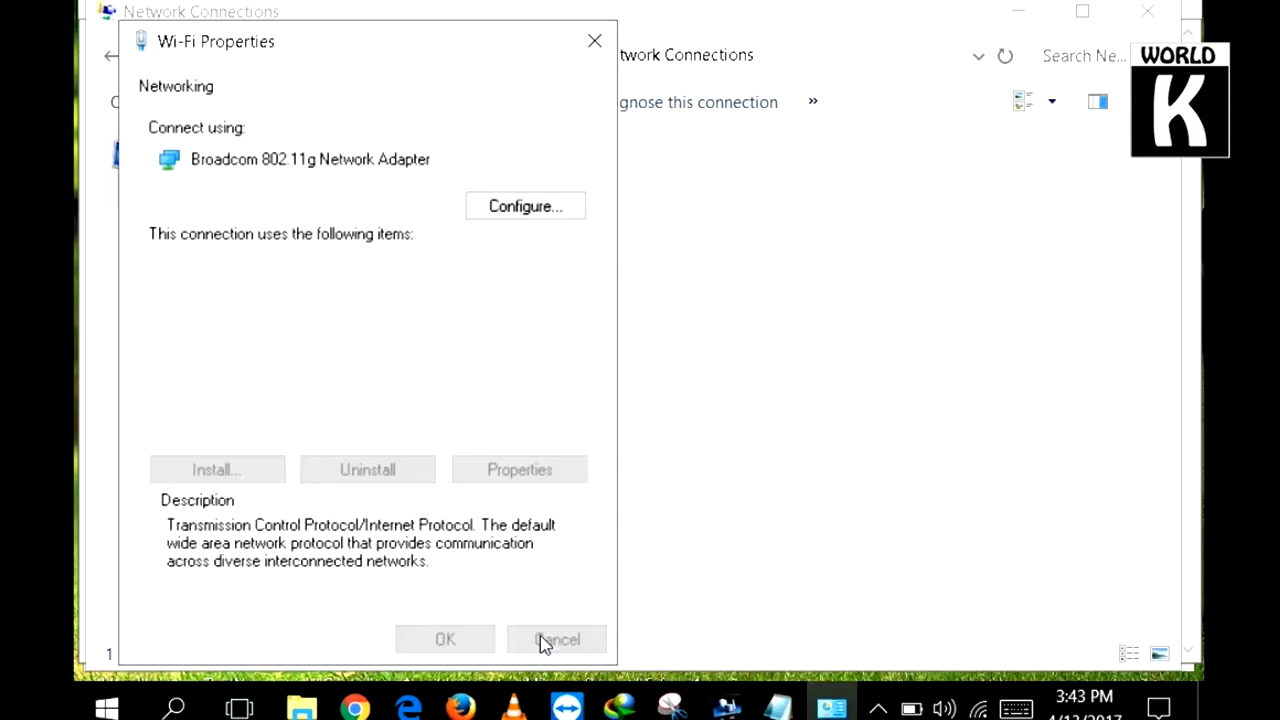 Network Connections
Wi-Fi Properties
twork Connections
Search Ne...
WORLD
K
Networking
gnose this connection
»
Connect using:
Broadcom 802.11g Network Adapter
Configure...
This connection uses the following items:
Install...
Uninstall
Properties
Description
Transmission Control Protocol/Internet Protocol. The default
wide area network protocol that provides communication
across diverse interconnected networks.
OK
Cancel
1
3:43 PM